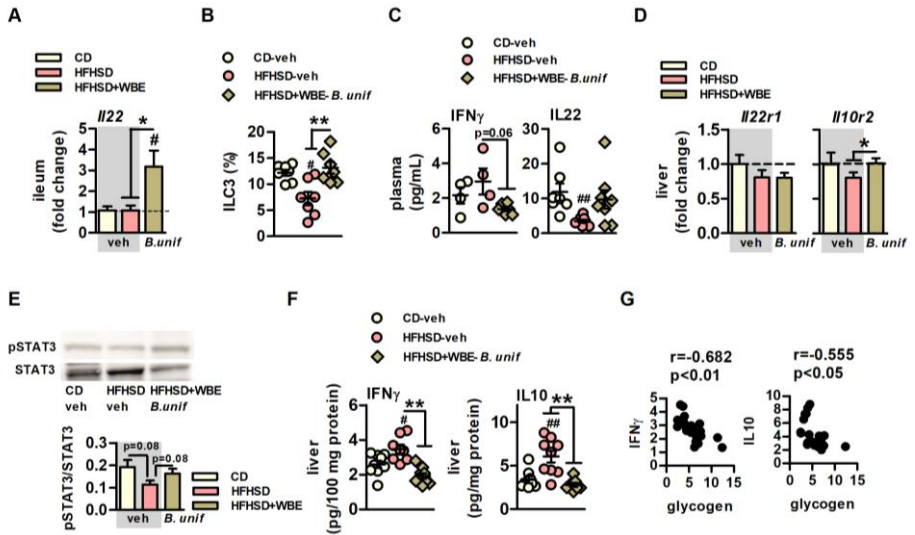 A
CD
HFHSD
HFHSD+WBE
Il22
*
#
5
4
3
2
1
0
ileum
(fold change)
veh
B.unif
B
CD-veh
HFHSD-veh
HFHSD+WBE- B. unif
**
#
20
15
10
5
0
ILC3 (%)
C
CD-veh
HFHSD-veh
HFHSD+WBE- B. unif
IFNγ
p=0.06
6
4
2
0
plasma
(pg/mL)
IL22
##
30
20
10
0
D
CD
HFHSD
HFHSD+WBE
Il22r1
1.5
1.0
0.5
0.0
liver
(fold change)
veh
B. unif
Il10r2
*
1.5
1.0
0.5
0.0
veh
B. unif
E
pSTAT3
STAT3
CD
veh
HFHSD
veh
HFHSD+WBE
B.unif
0.3
0.2
0.1
0.0
pSTAT3/STAT3
p=0.08
p=0.08
veh
B. unif
CD
HFHSD
HFHSD+WBE
F
CD-veh
HFHSD-veh
HFHSD+WBE- B. unif
IFNγ
**
#
6
4
2
0
liver
(pg/100 mg protein)
IL10
**
##
10
5
0
liver
(pg/mg protein)
G
r=-0.682
p<0.01
5
4
3
2
1
0
IFNγ
0 5 10 15
glycogen
r=-0.555
p<0.05
10
8
6
4
2
0
IL10
0 5 10 15
glycogen